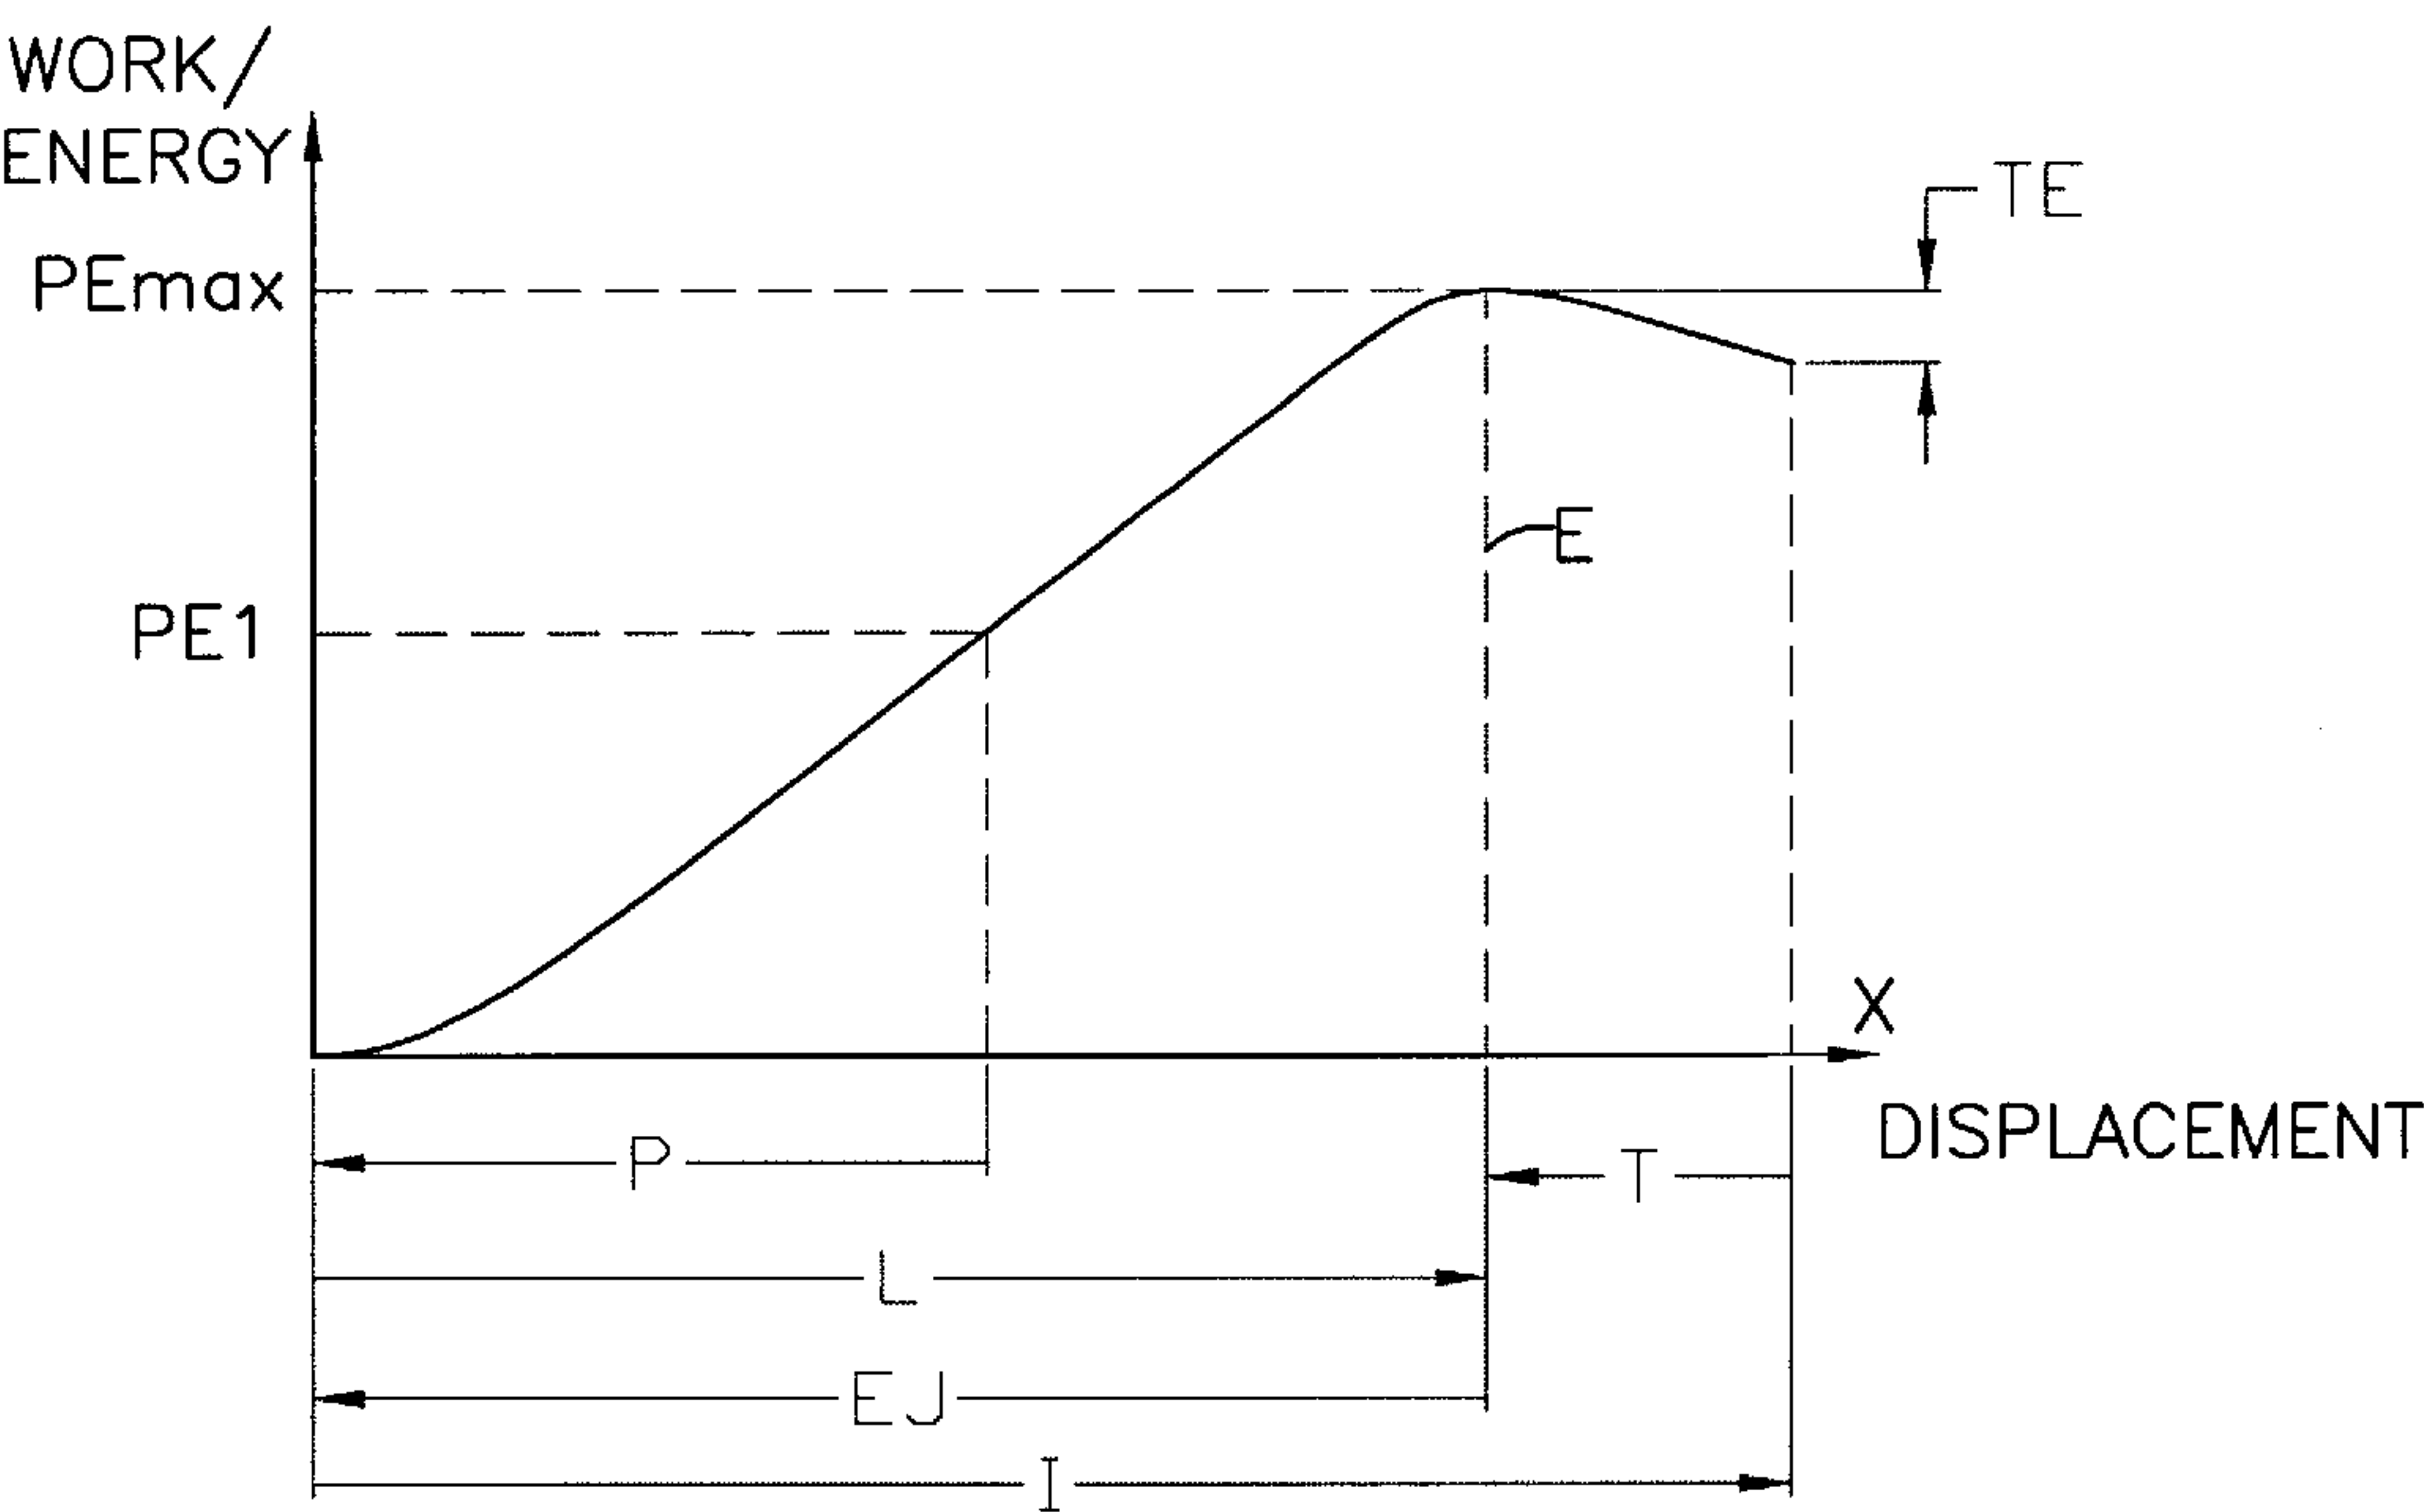 WORK/
ENERGY
TE
PEmax
E
PE1
X
DISPLACEMENT
P
T
L
EJ
I